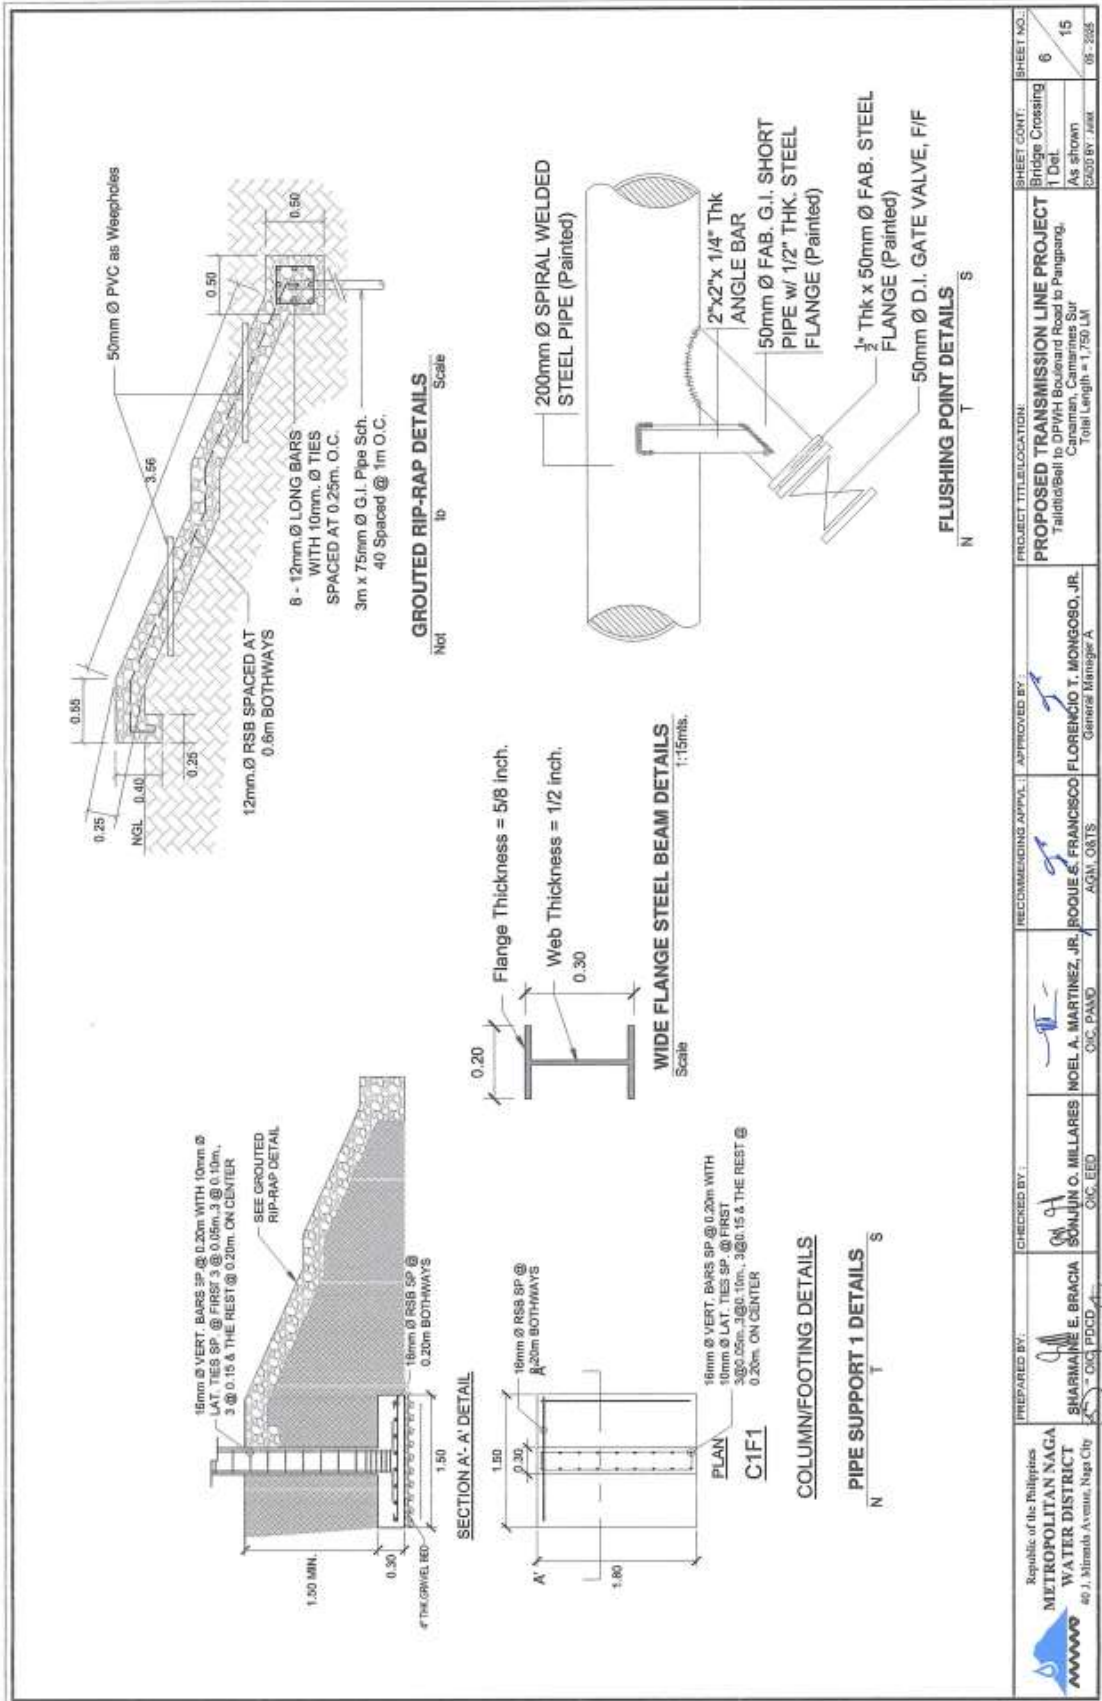 16mm Ø VERT. BARS SP.@ 0.20m WITH 10mm Ø
LAT. TIES SP. @ FIRST 3 @ 0.05m.,3 @ 0.10m.,
3 @ 0.15 & THE REST @ 0.20m. ON CENTER
SEE GROUTED
RIP-RAP DETAIL
1.50 MIN.
0.30
4" THK.GRAVEL BED
16mm Ø RSB SP @
0.20m BOTHWAYS
1.50
SECTION A'- A' DETAIL
1.50
0.30
16mm Ø RSB SP @
0.20m BOTHWAYS
A'
A'
1.80
PLAN
C1F1
16mm Ø VERT. BARS SP @ 0.20m WITH
10mm Ø LAT. TIES SP. @ FIRST
3@0.05m.,3@0.10m., 3@0.15 & THE REST @
0.20m. ON CENTER
COLUMN/FOOTING DETAILS
PIPE SUPPORT 1 DETAILS
N T S
0.20
Flange Thickness = 5/8 inch.
Web Thickness = 1/2 inch.
0.30
WIDE FLANGE STEEL BEAM DETAILS
Scale 1:15mts.
0.25
0.55
NGL
0.40
0.25
3.56
50mm Ø PVC as Weepholes
0.50
0.50
12mm.Ø RSB SPACED AT
0.6m BOTHWAYS
8 - 12mm.Ø LONG BARS
WITH 10mm. Ø TIES
SPACED AT 0.25m. O.C.
3m x 75mm Ø G.I. Pipe Sch.
40 Spaced @ 1m O.C.
GROUTED RIP-RAP DETAILS
Not to Scale
200mm Ø SPIRAL WELDED
STEEL PIPE (Painted)
2"x2"x 1/4" Thk
ANGLE BAR
50mm Ø FAB. G.I. SHORT
PIPE w/ 1/2" THK. STEEL
FLANGE (Painted)
1/2" Thk x 50mm Ø FAB. STEEL
FLANGE (Painted)
50mm Ø D.I. GATE VALVE, F/F
FLUSHING POINT DETAILS
N T S
Republic of the Philippines
METROPOLITAN NAGA
WATER DISTRICT
40 J. Miranda Avenue, Naga City
PREPARED BY:
SHARMAINE E. BRACIA
OIC, PDCD
CHECKED BY :
SONJUN O. MILLARES
OIC, EED
NOEL A. MARTINEZ, JR.
OIC, PAMD
RECOMMENDING APPVL :
ROQUE S. FRANCISCO
AGM, O&TS
APPROVED BY :
FLORENCIO T. MONGOSO, JR.
General Manager A
PROJECT TITLE/LOCATION:
PROPOSED TRANSMISSION LINE PROJECT
Boulevard Road to Pangpang,
Canaman, Camarines Sur
Total Length = 1,750 LM
SHEET CONT:
Bridge Crossing
1 Det.
As shown
CADD BY :
SHEET NO.:
6
15